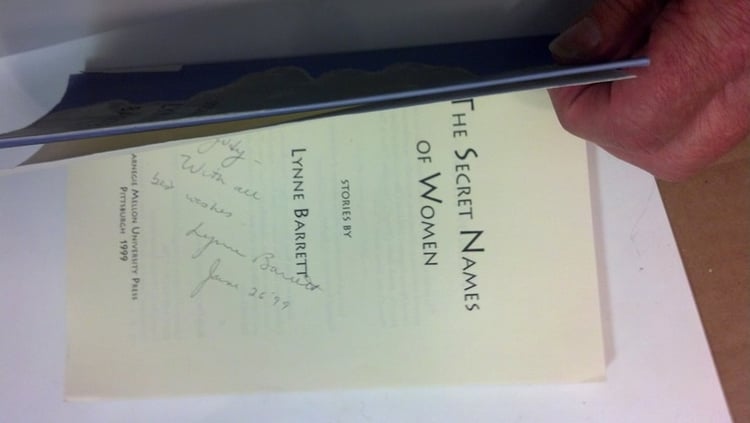 THE SECRET NAMES
OF WOMEN
STORIES BY
LYNNE BARRETT
Judy-
With all
best wishes
Lynne Barrett
June 26 '99
CARNEGIE MELLON UNIVERSITY PRESS
PITTSBURGH 1999